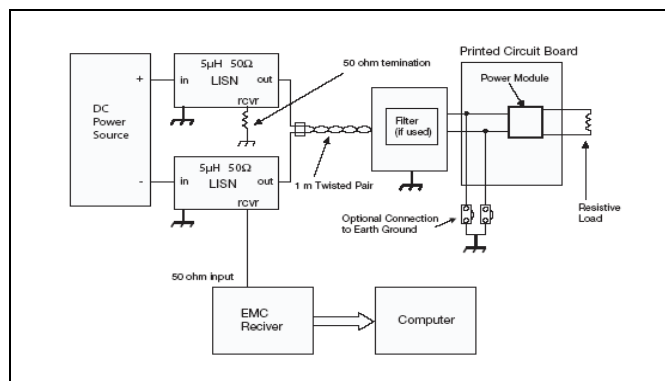 Printed Circuit Board
50 ohm temination
5µH 50Ω
LISN
in
out
rcvr
+
DC
Power
Source
-
Power Module
Filter
(if used)
5µH 50Ω
LISN
in
out
rcvr
1 m Twisted Pair
Optional Connection
to Earth Ground
Resistive
Load
50 ohm input
EMC
Reciver
Computer